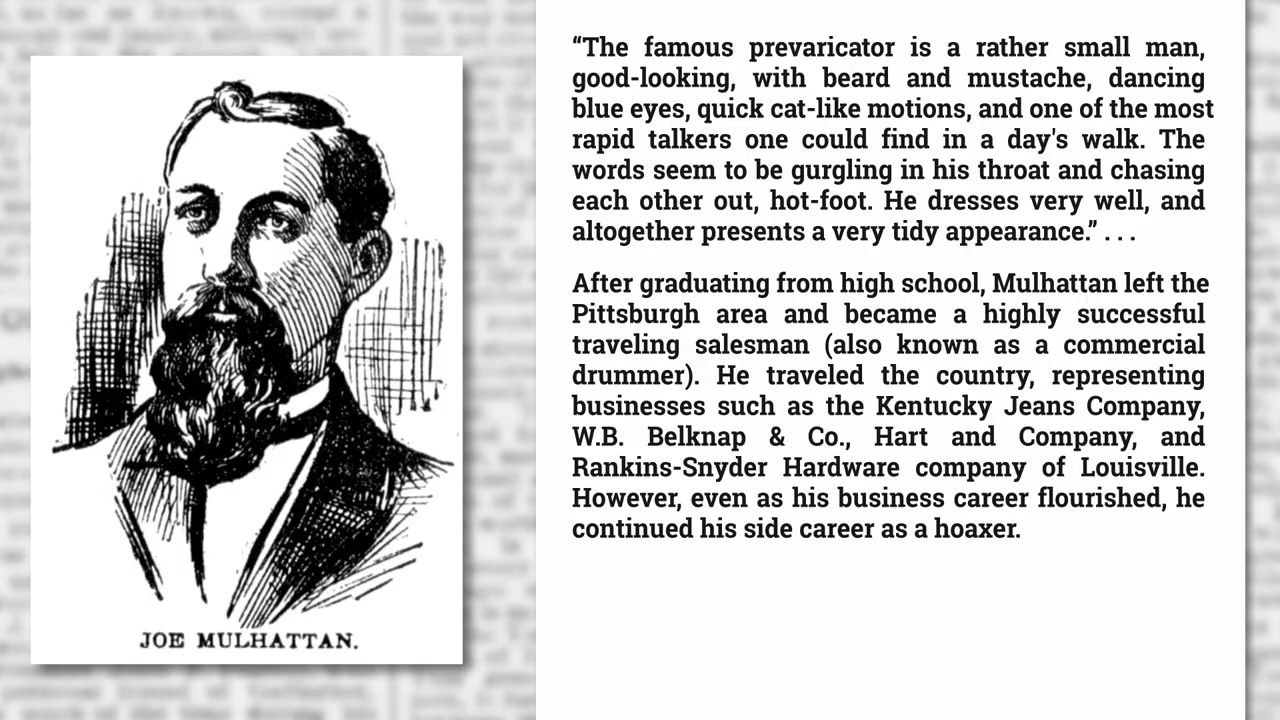 “The famous prevaricator is a rather small man,
good-looking, with beard and mustache, dancing
blue eyes, quick cat-like motions, and one of the most
rapid talkers one could find in a day's walk. The
words seem to be gurgling in his throat and chasing
each other out, hot-foot. He dresses very well, and
altogether presents a very tidy appearance.” . . .
After graduating from high school, Mulhattan left the
Pittsburgh area and became a highly successful
traveling salesman (also known as a commercial
drummer). He traveled the country, representing
businesses such as the Kentucky Jeans Company,
W.B. Belknap & Co., Hart and Company, and
Rankins-Snyder Hardware company of Louisville.
However, even as his business career flourished, he
continued his side career as a hoaxer.
JOE MULHATTAN.